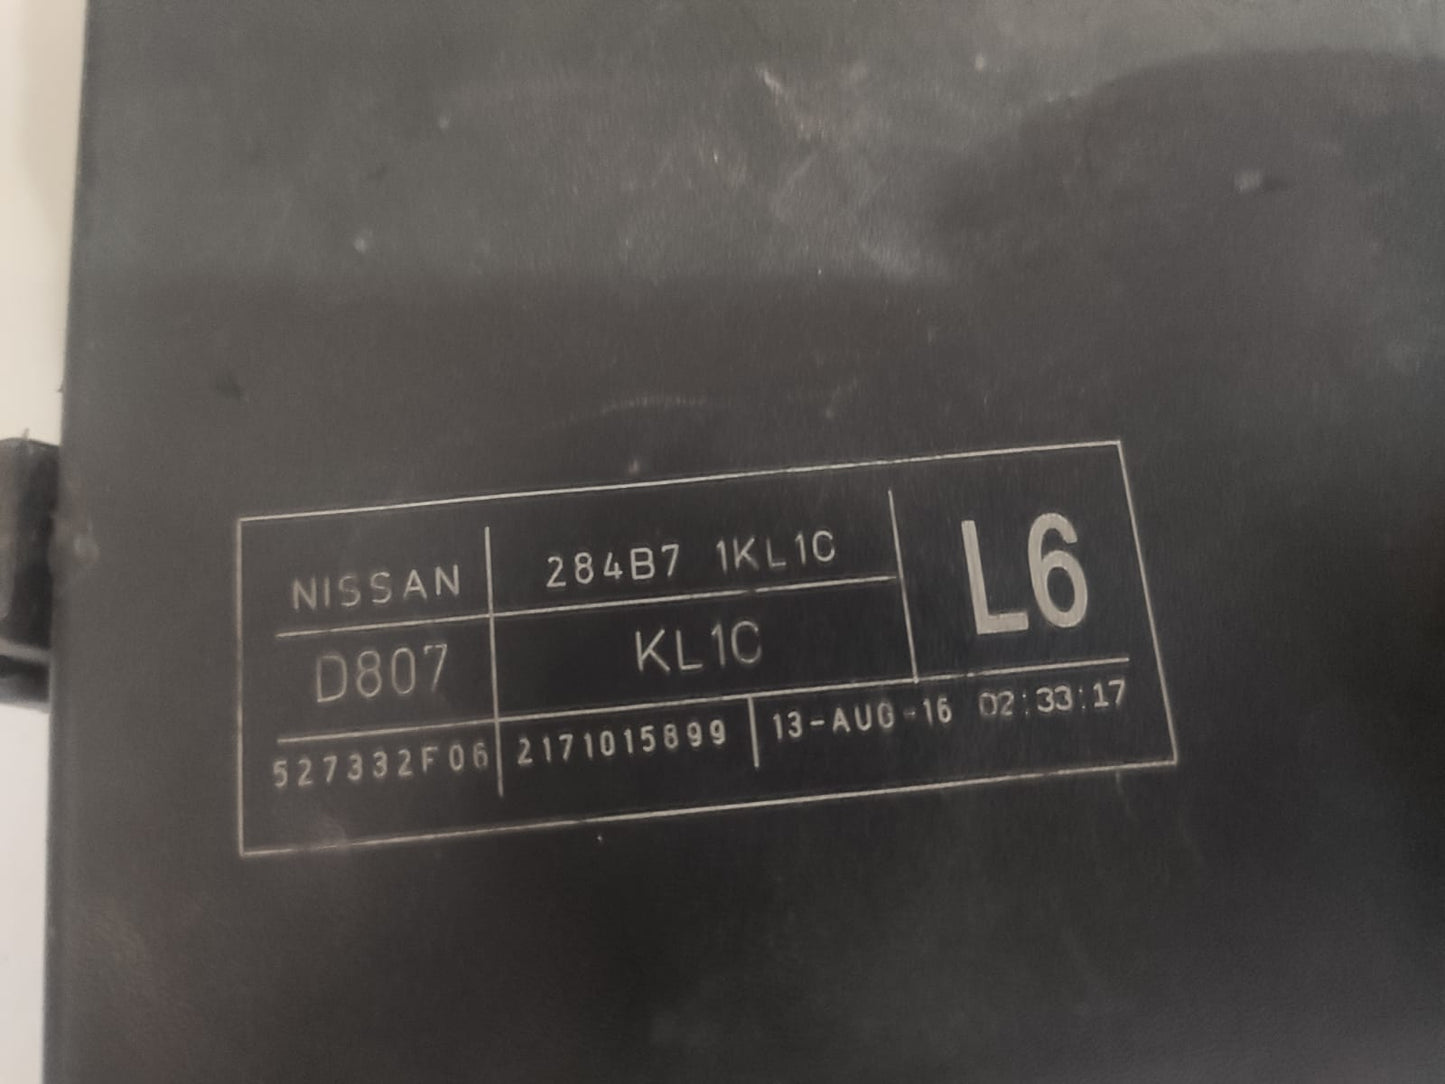 NISSAN 284B7 1KL1C L6
D807 KL1C
527332F06 2171015899 13-AUG-16 02:33:17